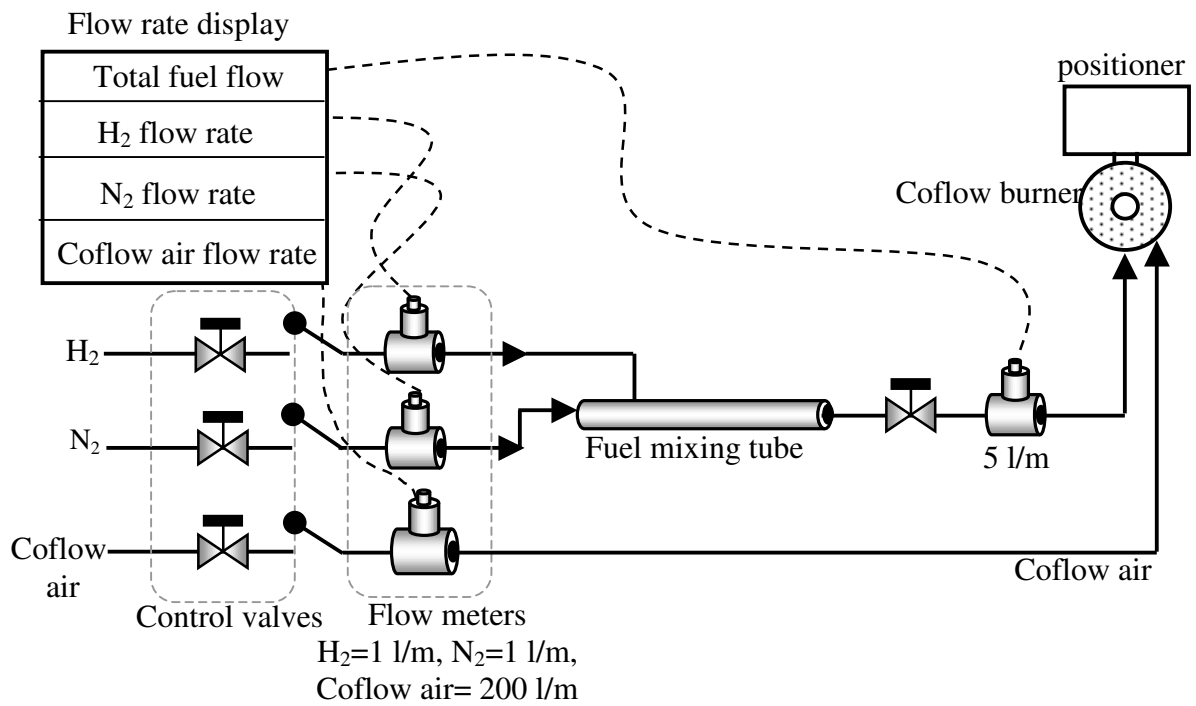 Flow rate display
Total fuel flow
H₂ flow rate
N₂ flow rate
Coflow air flow rate
positioner
Coflow burner
H₂
N₂
Coflow
air
Fuel mixing tube
5 l/m
Coflow air
Control valves
Flow meters
H₂=1 l/m, N₂=1 l/m,
Coflow air= 200 l/m